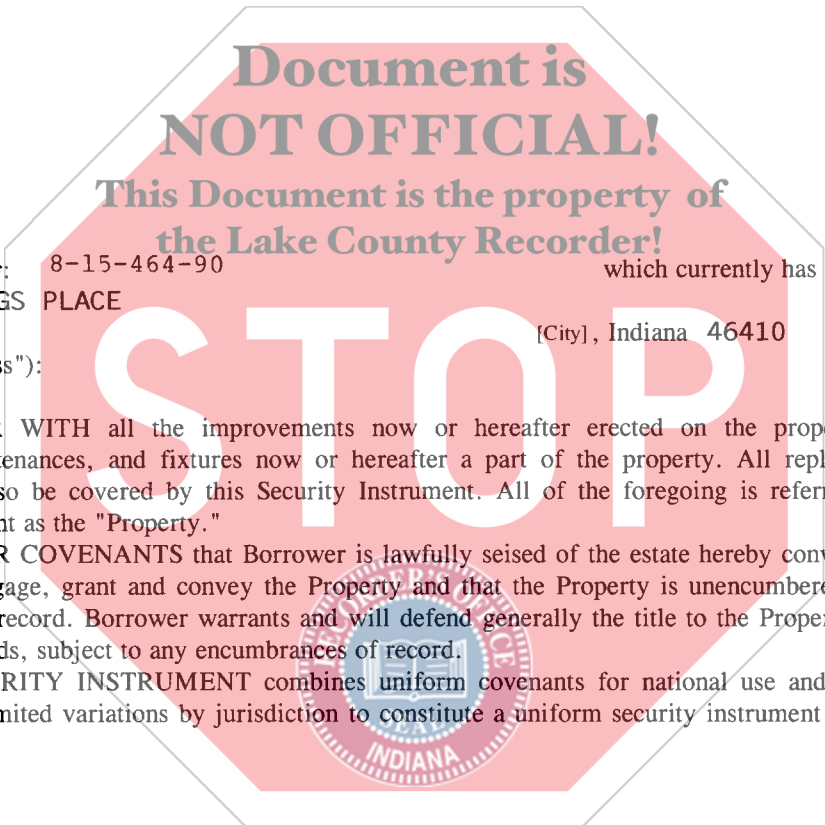 Document is
NOT OFFICIAL!
This Document is the property of
the Lake County Recorder!
8-15-464-90 which currently has
GS PLACE
[City], Indiana 46410
ss"):
STOP
R WITH all the improvements now or hereafter erected on the prop
tenances, and fixtures now or hereafter a part of the property. All repl
so be covered by this Security Instrument. All of the foregoing is referr
nt as the "Property."
R COVENANTS that Borrower is lawfully seised of the estate hereby conv
gage, grant and convey the Property and that the Property is unencumbere
record. Borrower warrants and will defend generally the title to the Proper
ds, subject to any encumbrances of record.
RITY INSTRUMENT combines uniform covenants for national use and
mited variations by jurisdiction to constitute a uniform security instrument
RECORDER'S OFFICE
SEAL
INDIANA